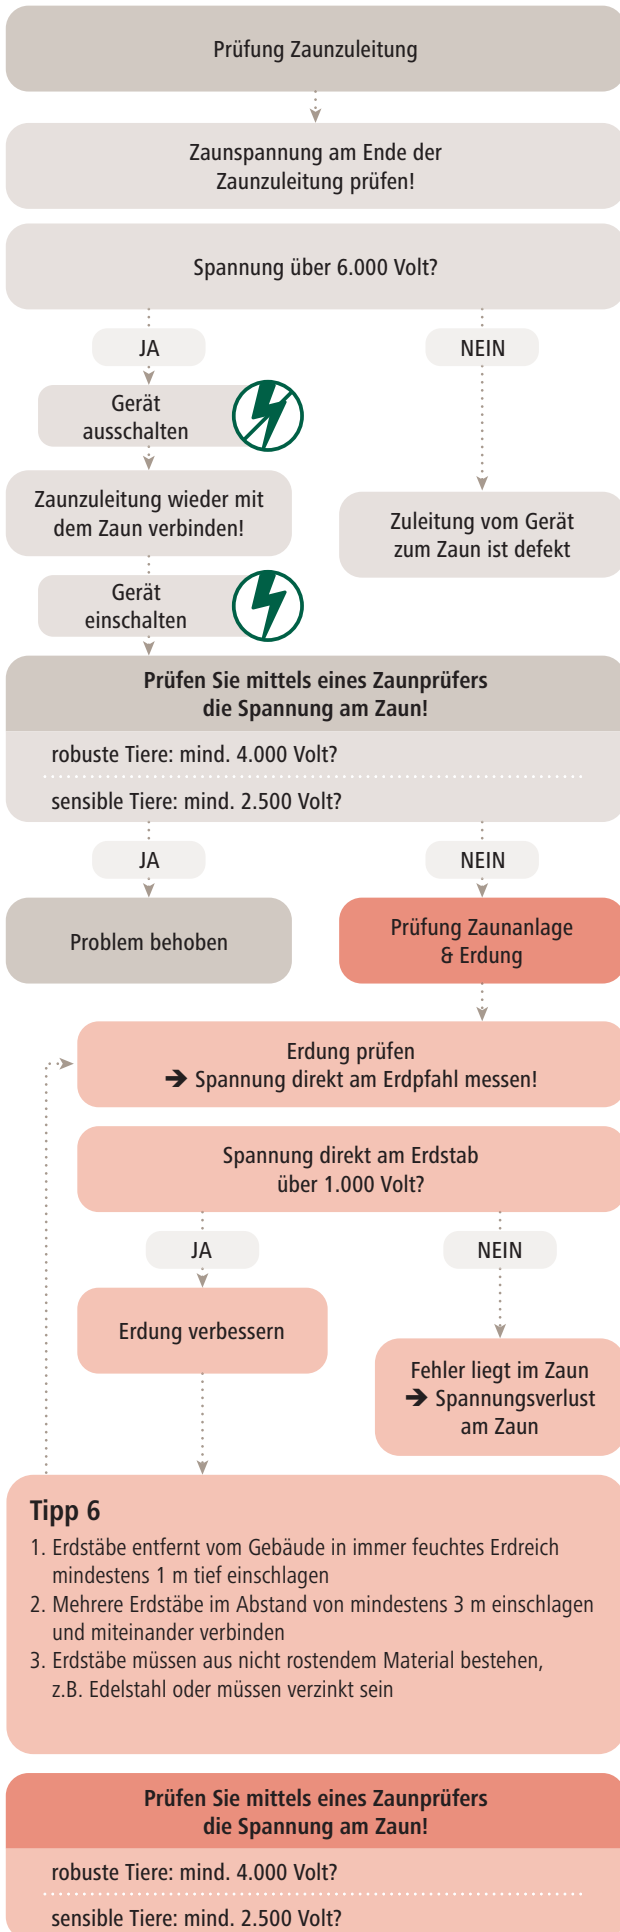 Prüfung Zaunzuleitung
Zaunspannung am Ende der
Zaunzuleitung prüfen!
Spannung über 6.000 Volt?
JA
NEIN
Gerät
ausschalten
Zaunzuleitung wieder mit
dem Zaun verbinden!
Zuleitung vom Gerät
zum Zaun ist defekt
Gerät
einschalten
Prüfen Sie mittels eines Zaunprüfers
die Spannung am Zaun!
robuste Tiere: mind. 4.000 Volt?
sensible Tiere: mind. 2.500 Volt?
JA
NEIN
Problem behoben
Prüfung Zaunanlage
& Erdung
Erdung prüfen
➔ Spannung direkt am Erdpfahl messen!
Spannung direkt am Erdstab
über 1.000 Volt?
JA
NEIN
Erdung verbessern
Fehler liegt im Zaun
➔ Spannungsverlust
am Zaun
Tipp 6
1. Erdstäbe entfernt vom Gebäude in immer feuchtes Erdreich
mindestens 1 m tief einschlagen
2. Mehrere Erdstäbe im Abstand von mindestens 3 m einschlagen
und miteinander verbinden
3. Erdstäbe müssen aus nicht rostendem Material bestehen,
z.B. Edelstahl oder müssen verzinkt sein
Prüfen Sie mittels eines Zaunprüfers
die Spannung am Zaun!
robuste Tiere: mind. 4.000 Volt?
sensible Tiere: mind. 2.500 Volt?